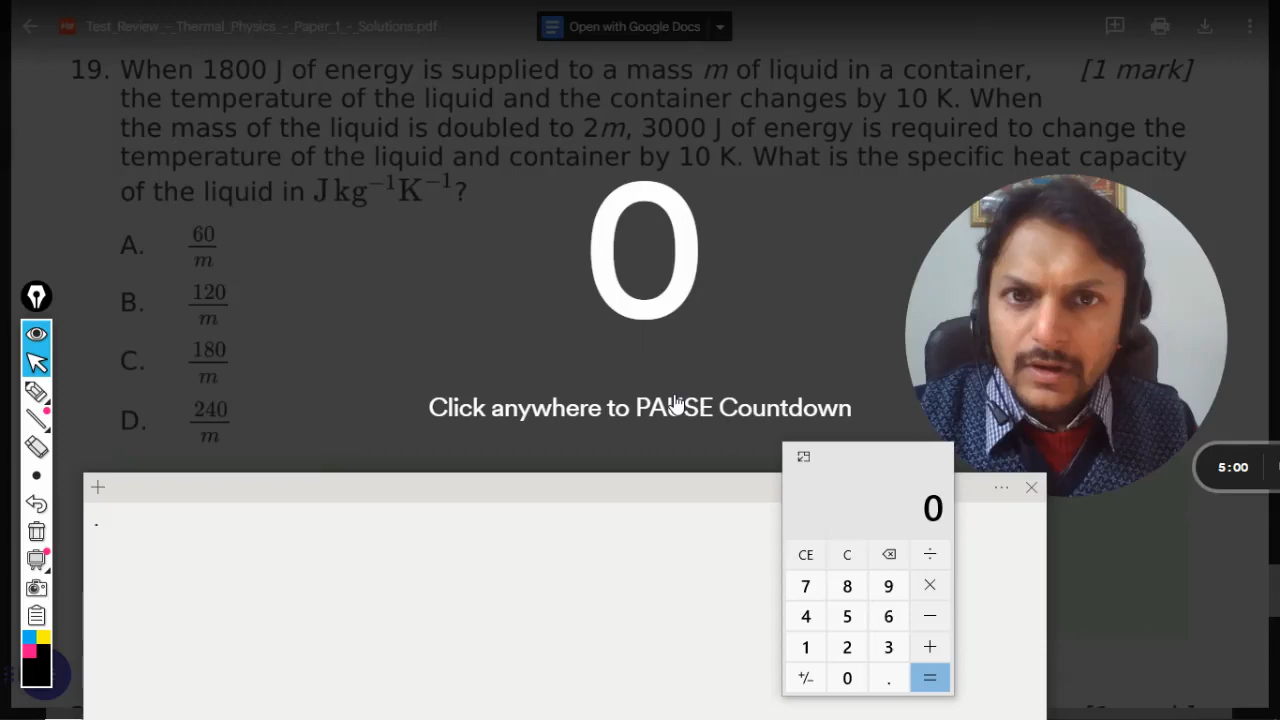 Test_Review_-_Thermal_Physics_-_Paper_1_-_Solutions.pdf
Open with Google Docs
19. When 1800 J of energy is supplied to a mass m of liquid in a container, [1 mark]
the temperature of the liquid and the container changes by 10 K. When
the mass of the liquid is doubled to 2m, 3000 J of energy is required to change the
temperature of the liquid and container by 10 K. What is the specific heat capacity
of the liquid in J kg⁻¹K⁻¹?
A. 60/m
B. 120/m
C. 180/m
D. 240/m
0
Click anywhere to PAUSE Countdown
5:00
0
CE C ⌫ ÷
7 8 9 ×
4 5 6 −
1 2 3 +
+/− 0 . =